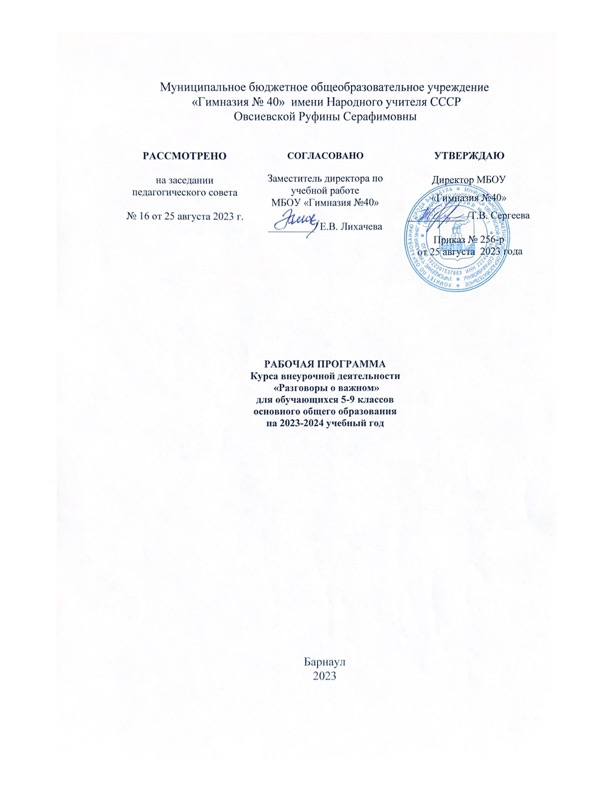 Муниципальное бюджетное общеобразовательное учреждение
«Гимназия № 40» имени Народного учителя СССР
Овсиевской Руфины Серафимовны
РАССМОТРЕНО
на заседании
педагогического совета
№ 16 от 25 августа 2023 г.
СОГЛАСОВАНО
Заместитель директора по
учебной работе
МБОУ «Гимназия №40»
Е.В. Лихачева
УТВЕРЖДАЮ
Директор МБОУ
«Гимназия №40»
Т.В. Сергеева
Приказ № 256-р
от 25 августа 2023 года
РАБОЧАЯ ПРОГРАММА
Курса внеурочной деятельности
«Разговоры о важном»
для обучающихся 5-9 классов
основного общего образования
на 2023-2024 учебный год
Барнаул
2023